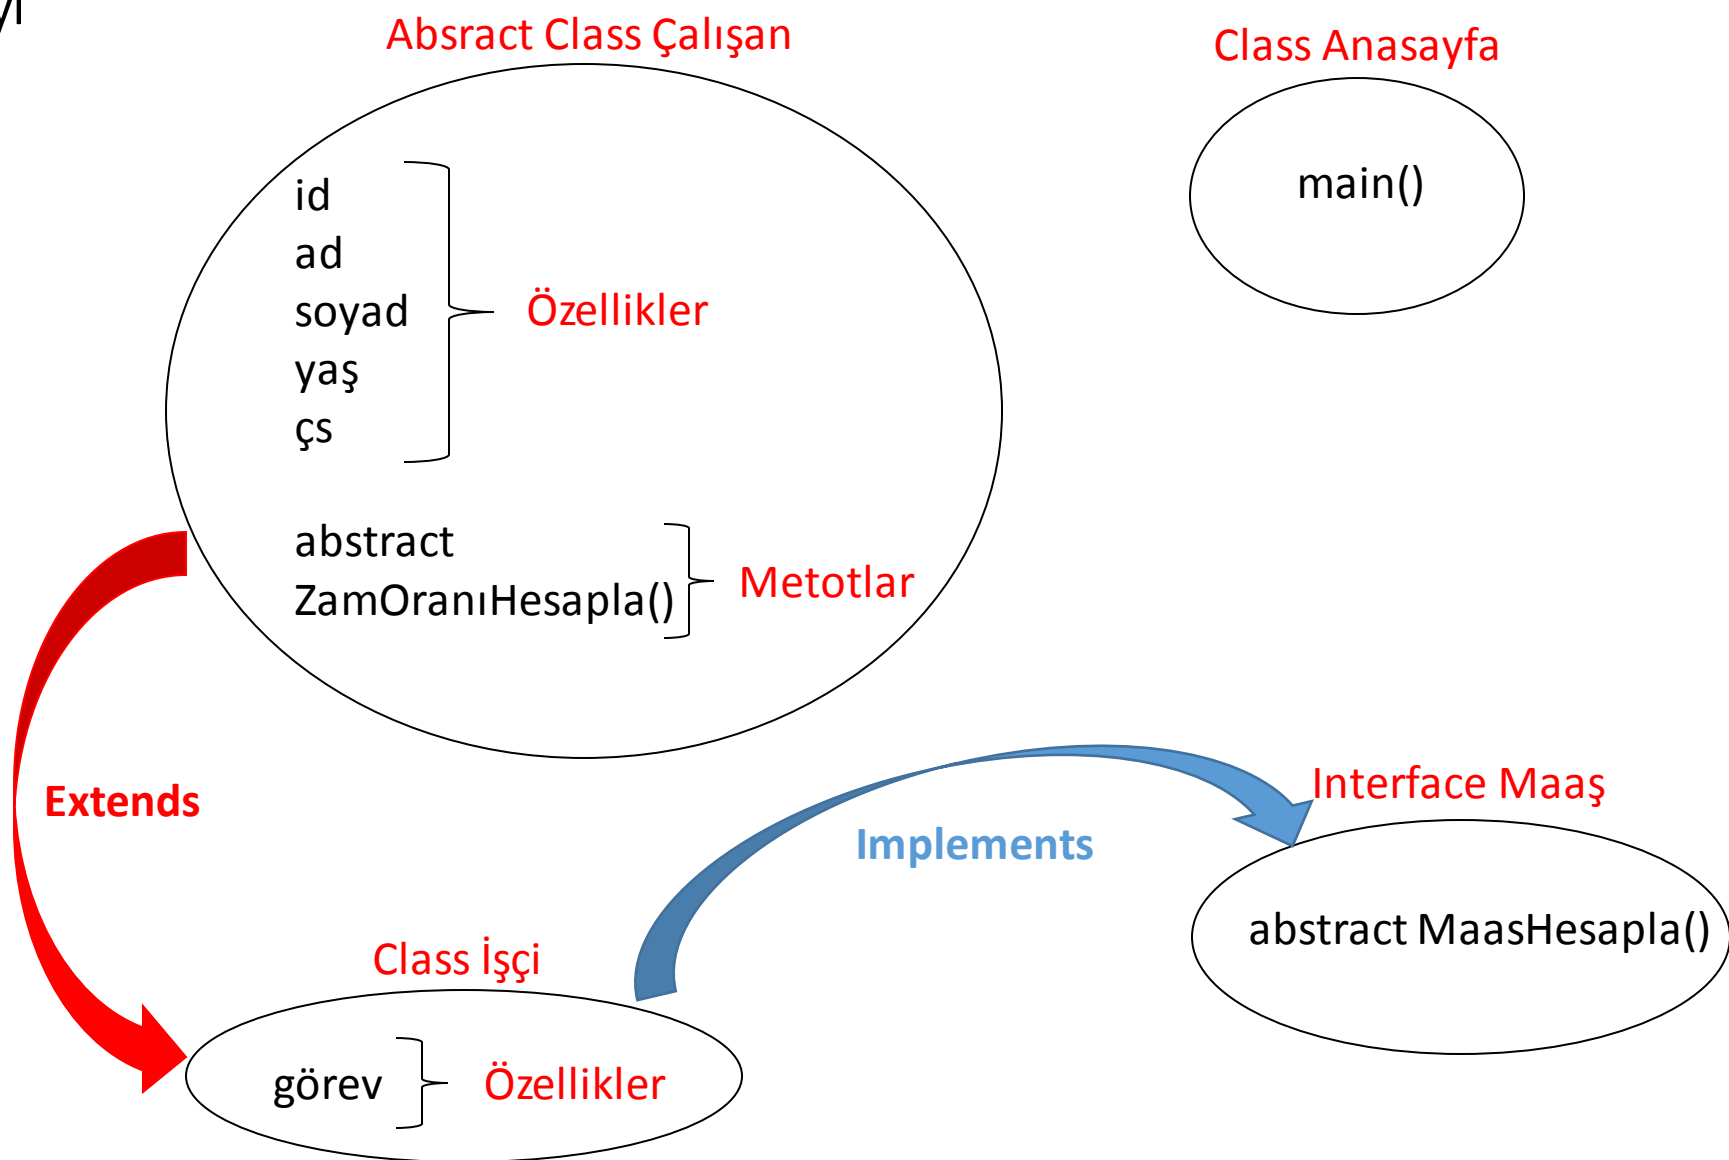 Absract Class Çalışan
Class Anasayfa
id
ad
soyad
yaş
çs
Özellikler
main()
abstract
ZamOranıHesapla()
Metotlar
Extends
Implements
Interface Maaş
abstract MaasHesapla()
Class İşçi
görev
Özellikler